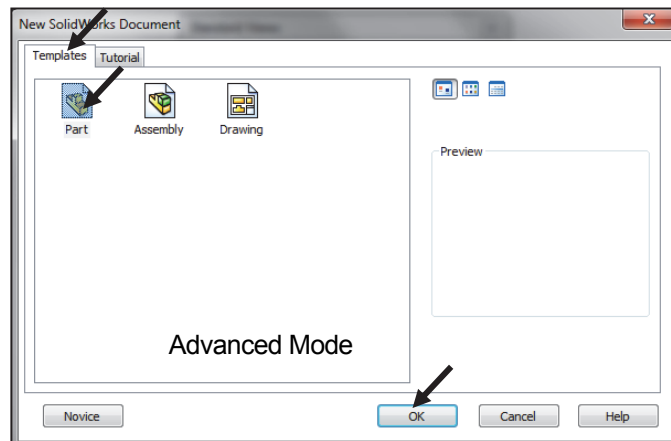 New SolidWorks Document
Templates Tutorial
Part Assembly Drawing
Preview
Advanced Mode
Novice OK Cancel Help